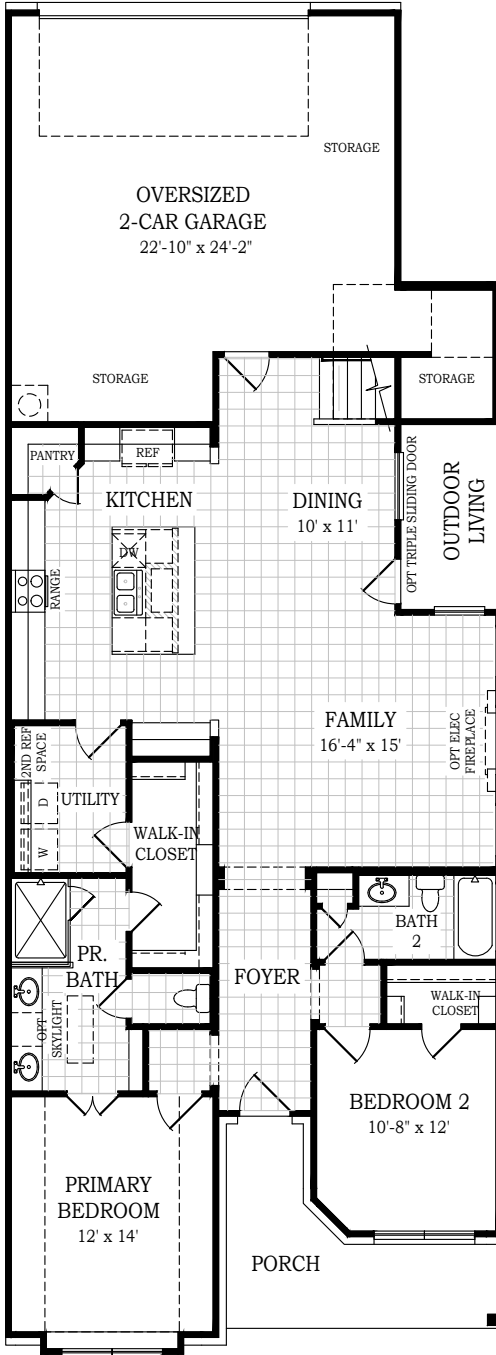 STORAGE
OVERSIZED
2-CAR GARAGE
22'-10" x 24'-2"
STORAGE
STORAGE
PANTRY
REF
KITCHEN
DINING
10' x 11'
OPT TRIPLE SLIDING DOOR
OUTDOOR
LIVING
DW
RANGE
FAMILY
16'-4" x 15'
OPT ELEC
FIREPLACE
2ND REF
SPACE
UTILITY
D
W
WALK-IN
CLOSET
PR.
BATH
FOYER
BATH
2
OPT
SKYLIGHT
WALK-IN
CLOSET
BEDROOM 2
10'-8" x 12'
PRIMARY
BEDROOM
12' x 14'
PORCH